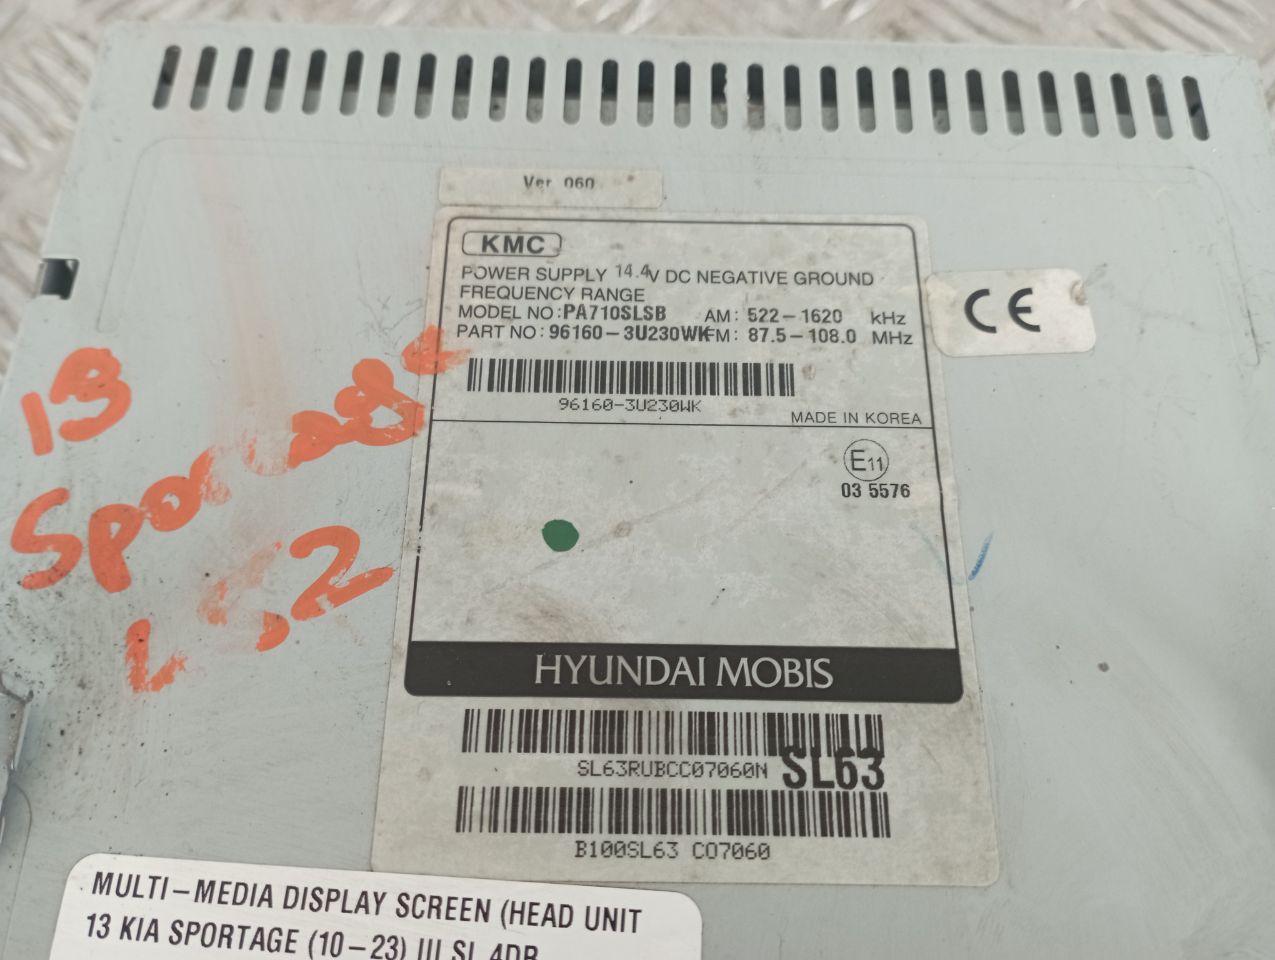 Ver 060
KMC
POWER SUPPLY 14.4V DC NEGATIVE GROUND
FREQUENCY RANGE
MODEL NO: PA710SLSB AM: 522-1620 kHz
PART NO: 96160-3U230WK FM: 87.5-108.0 MHz
96160-3U230WK
MADE IN KOREA
CE
E11
03 5576
13
Sportage
HYUNDAI MOBIS
SL63RUBCC07060N SL63
B100SL63 C07060
MULTI-MEDIA DISPLAY SCREEN (HEAD UNIT
13 KIA SPORTAGE (10-23) III SL 4DR